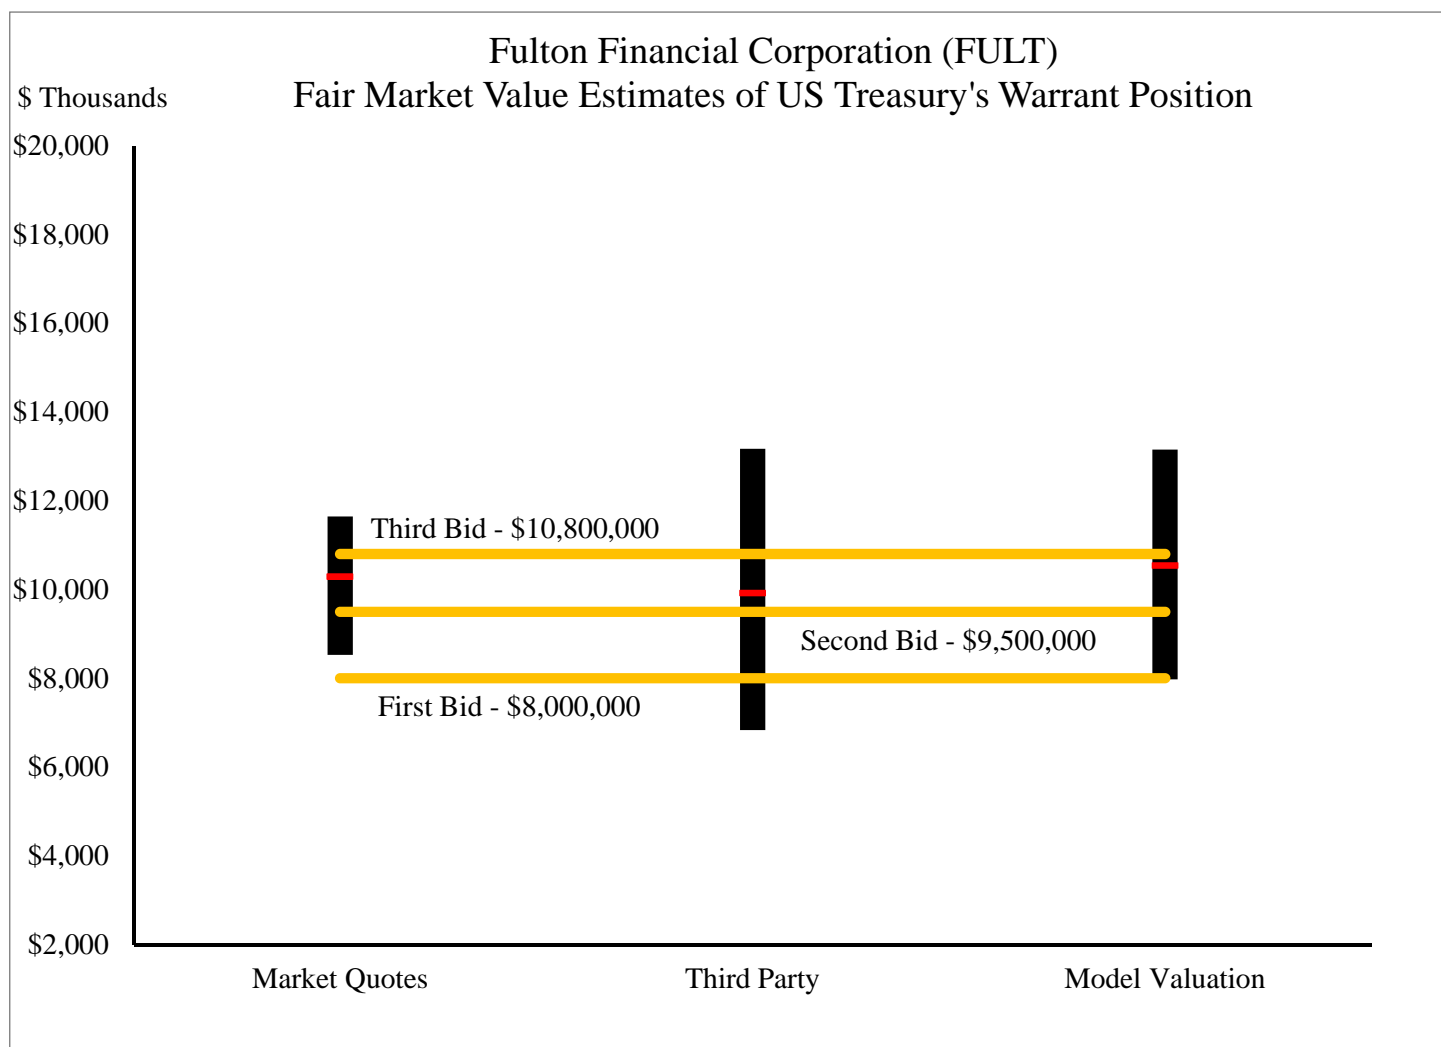 Fulton Financial Corporation (FULT)
Fair Market Value Estimates of US Treasury's Warrant Position
$ Thousands
$20,000
$18,000
$16,000
$14,000
$12,000
$10,000
$8,000
$6,000
$4,000
$2,000
Third Bid - $10,800,000
Second Bid - $9,500,000
First Bid - $8,000,000
Market Quotes
Third Party
Model Valuation